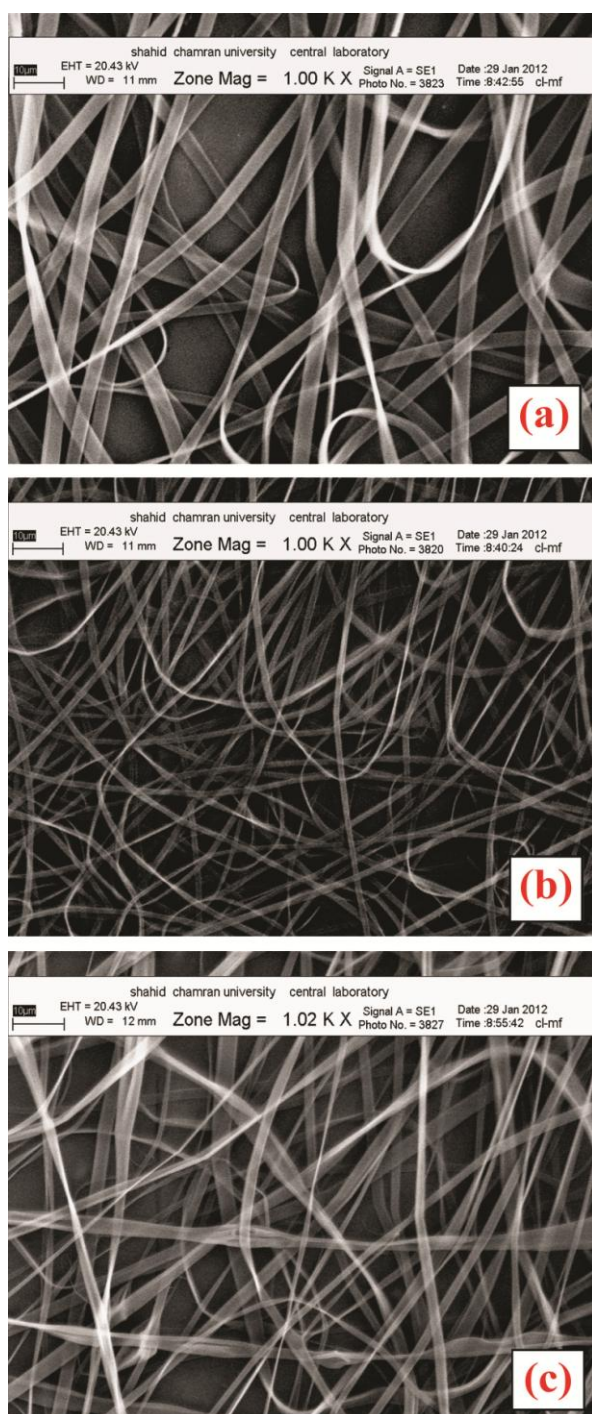 shahid chamran university central laboratory
10µm EHT = 20.43 kV Signal A = SE1 Date :29 Jan 2012
WD = 11 mm Zone Mag = 1.00 K X Photo No. = 3823 Time :8:42:55 cl-mf
(a)
shahid chamran university central laboratory
10µm EHT = 20.43 kV Signal A = SE1 Date :29 Jan 2012
WD = 11 mm Zone Mag = 1.00 K X Photo No. = 3820 Time :8:40:24 cl-mf
(b)
shahid chamran university central laboratory
10µm EHT = 20.43 kV Signal A = SE1 Date :29 Jan 2012
WD = 12 mm Zone Mag = 1.02 K X Photo No. = 3827 Time :8:55:42 cl-mf
(c)